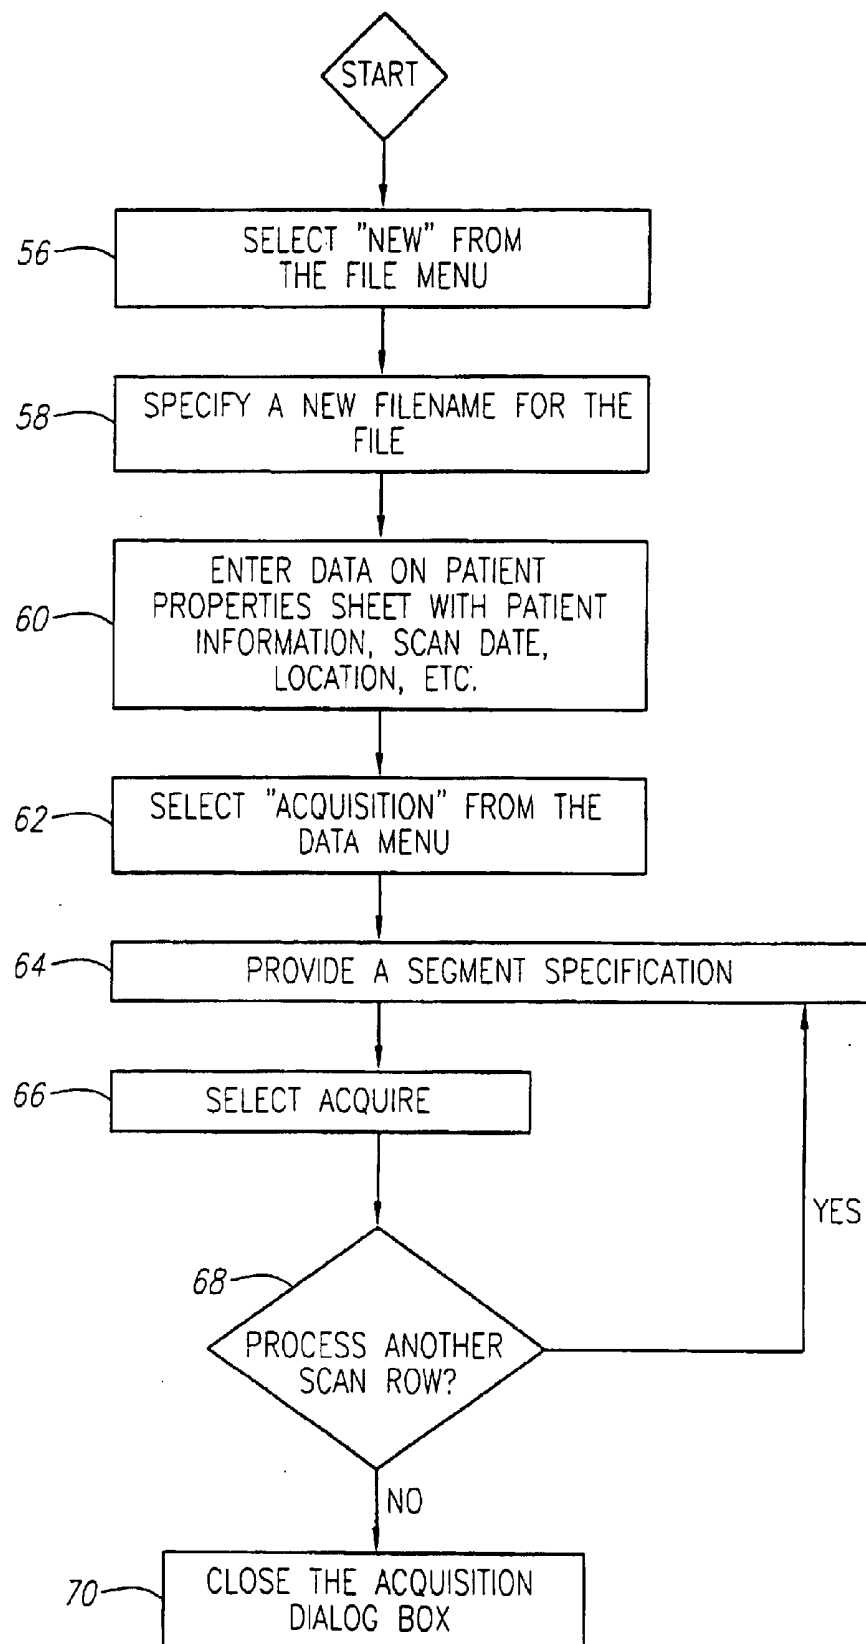 START
56
SELECT "NEW" FROM
THE FILE MENU
58
SPECIFY A NEW FILENAME FOR THE
FILE
60
ENTER DATA ON PATIENT
PROPERTIES SHEET WITH PATIENT
INFORMATION, SCAN DATE,
LOCATION, ETC.
62
SELECT "ACQUISITION" FROM THE
DATA MENU
64
PROVIDE A SEGMENT SPECIFICATION
66
SELECT ACQUIRE
YES
68
PROCESS ANOTHER
SCAN ROW?
NO
70
CLOSE THE ACQUISITION
DIALOG BOX